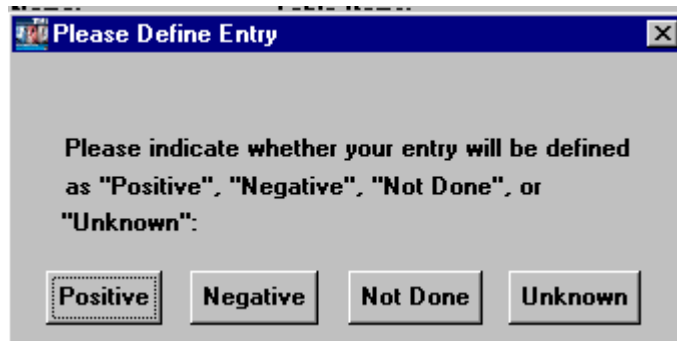 Please Define Entry
Please indicate whether your entry will be defined
as "Positive", "Negative", "Not Done", or
"Unknown":
Positive Negative Not Done Unknown